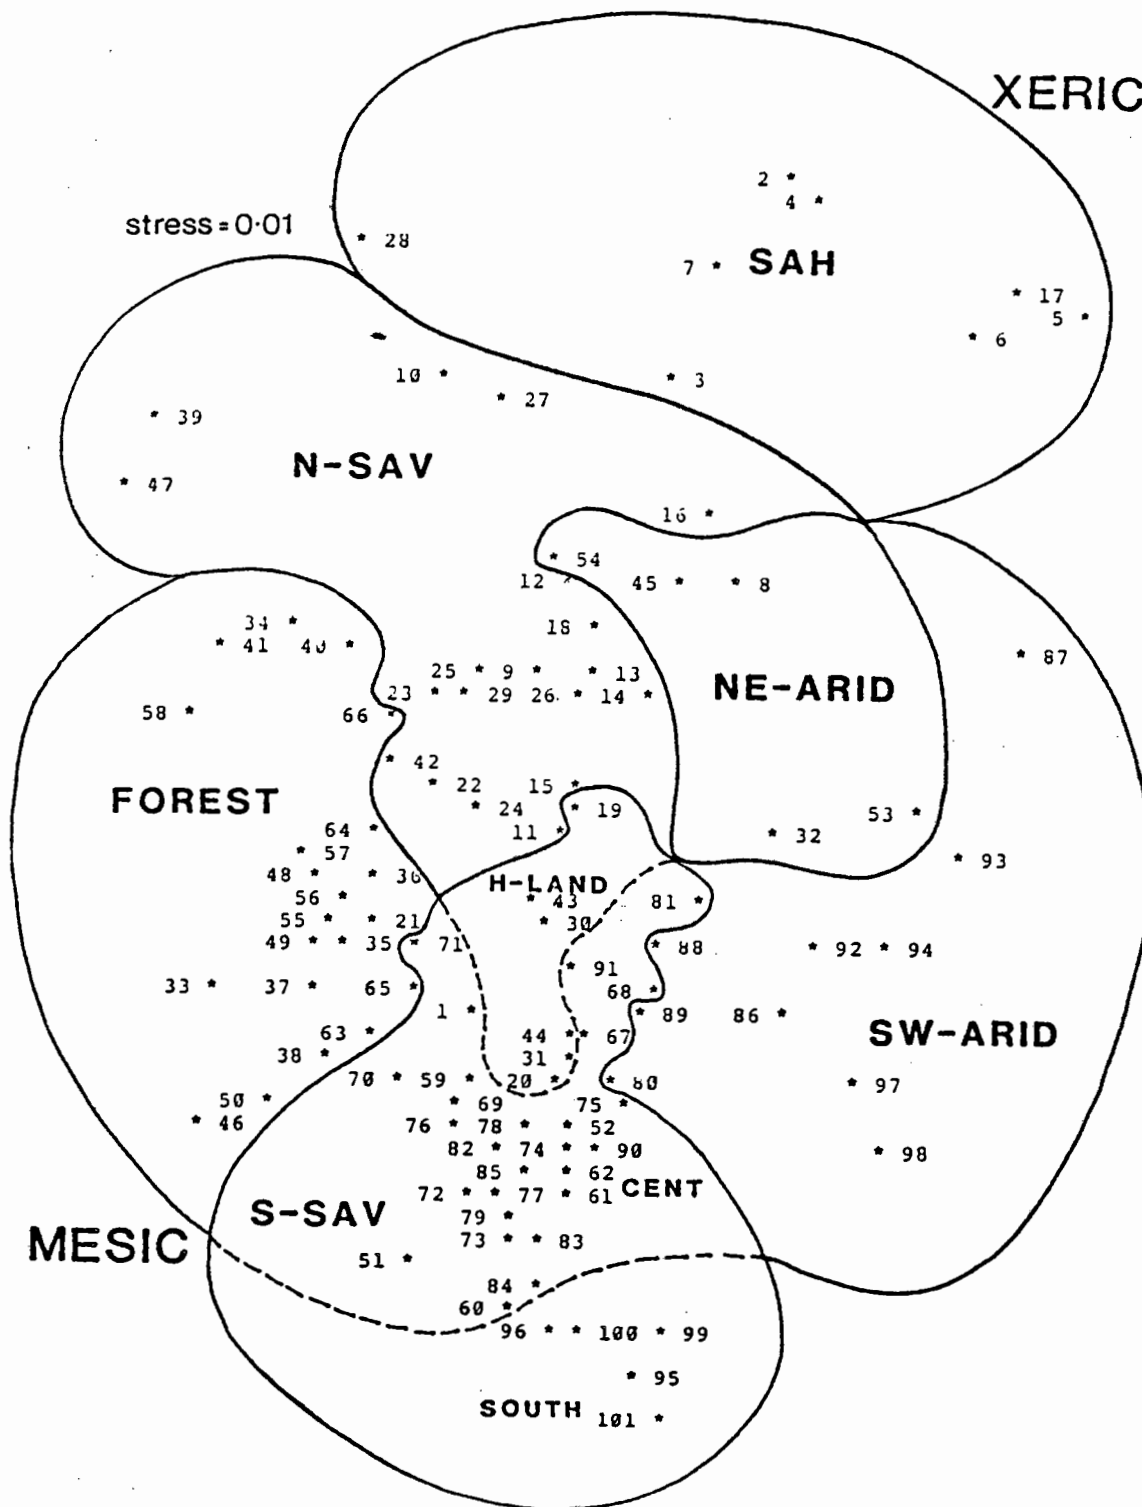 XERIC
2 *
4 *
stress = 0·01
* 28
7 * SAH
* 17
5 *
* 6
10 *
* 3
* 27
* 39
N-SAV
* 47
16 *
* 54
12 *
45 * * 8
34 *
18 *
* 41 40 *
* 87
25 * 9 * * 13
NE-ARID
23 * * 29 26 * 14 *
58 *
66 *
* 42
* 22 15 *
FOREST
* 24 * 19
53 *
64 *
11 *
* 32
* 57
* 93
48 * * 36
H-LAND
56 *
* 43
81 *
55 * * 21
* 30
49 * * 35 * 71
* 88
* 92 * 94
* 91
33 * 37 * 65 *
68 *
1 *
* 89 86 *
63 *
44 * * 67
SW-ARID
38 *
31 *
70 * 59 * 20 * * 80
* 97
50 *
* 69 75 *
* 46
76 * 78 * * 52
82 * 74 * * 90
* 98
85 * * 62
CENT
72 * * 77 * 61
S-SAV
79 *
MESIC
73 * * 83
51 *
84 *
60 *
96 * * 100 * 99
* 95
SOUTH
101 *